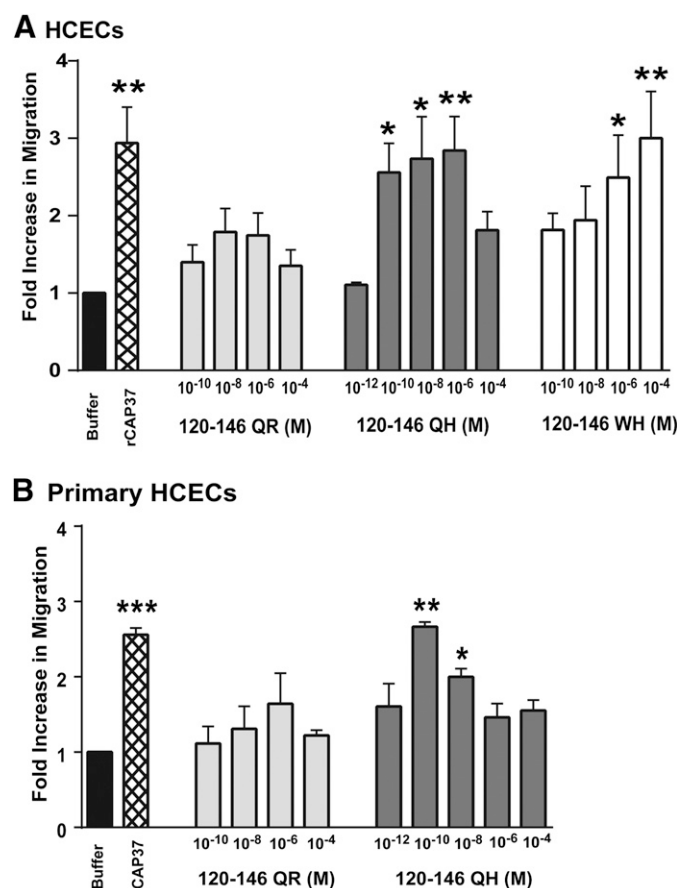 A HCECs
Fold Increase in Migration
4
3
2
1
0
**
*
*
**
*
**
Buffer
rCAP37
10⁻¹⁰ 10⁻⁸ 10⁻⁶ 10⁻⁴
120-146 QR (M)
10⁻¹² 10⁻¹⁰ 10⁻⁸ 10⁻⁶ 10⁻⁴
120-146 QH (M)
10⁻¹⁰ 10⁻⁸ 10⁻⁶ 10⁻⁴
120-146 WH (M)
B Primary HCECs
Fold Increase in Migration
4
3
2
1
0
***
**
*
Buffer
rCAP37
10⁻¹⁰ 10⁻⁸ 10⁻⁶ 10⁻⁴
120-146 QR (M)
10⁻¹² 10⁻¹⁰ 10⁻⁸ 10⁻⁶ 10⁻⁴
120-146 QH (M)